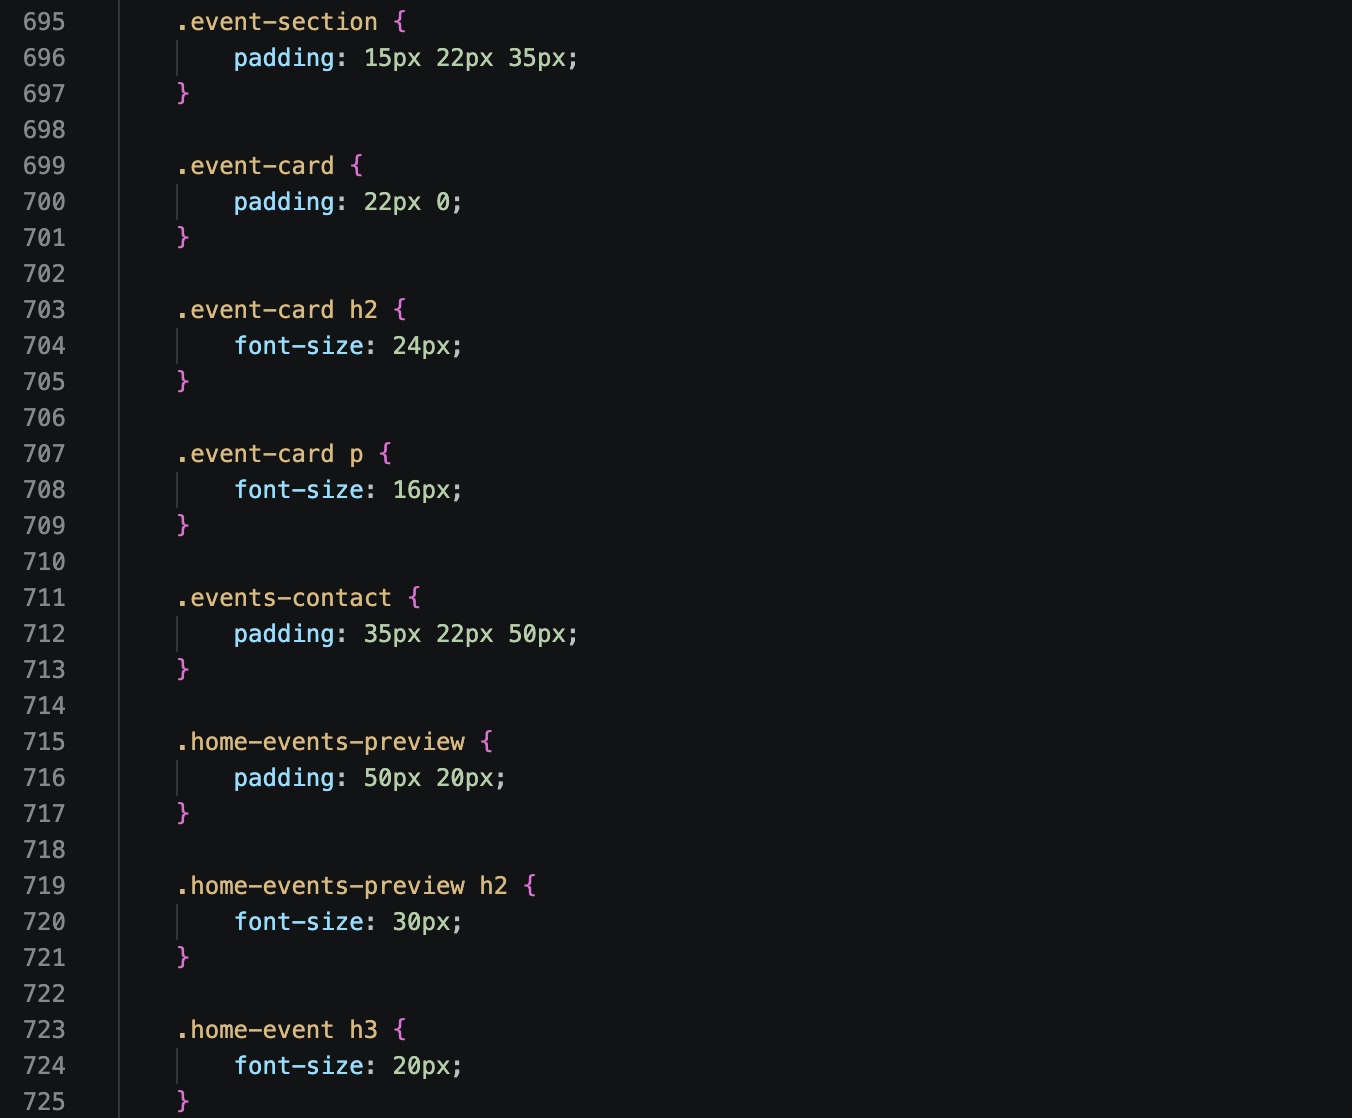 695 .event-section {
696 padding: 15px 22px 35px;
697 }
698
699 .event-card {
700 padding: 22px 0;
701 }
702
703 .event-card h2 {
704 font-size: 24px;
705 }
706
707 .event-card p {
708 font-size: 16px;
709 }
710
711 .events-contact {
712 padding: 35px 22px 50px;
713 }
714
715 .home-events-preview {
716 padding: 50px 20px;
717 }
718
719 .home-events-preview h2 {
720 font-size: 30px;
721 }
722
723 .home-event h3 {
724 font-size: 20px;
725 }